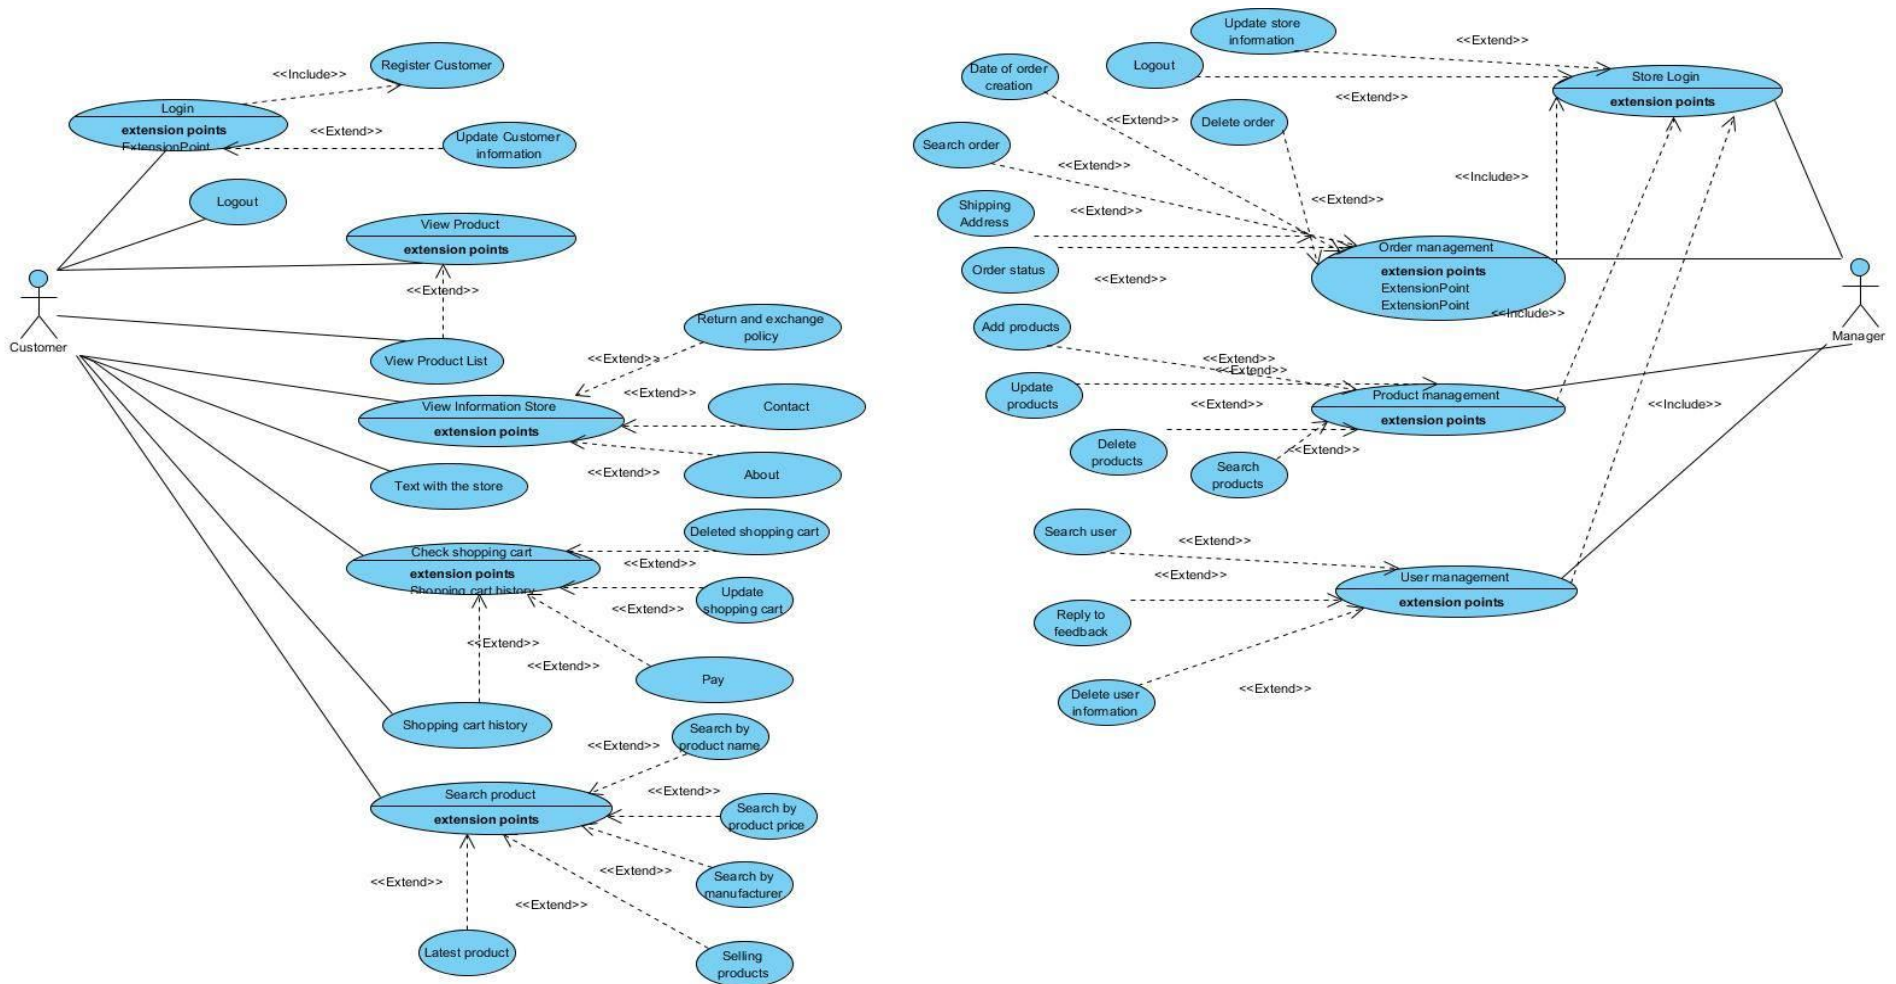 <<Include>>
Register Customer
Login
extension points
ExtensionPoint
<<Extend>>
Update Customer
information
Logout
View Product
extension points
<<Extend>>
Customer
View Product List
Return and exchange
policy
<<Extend>>
View Information Store
extension points
<<Extend>>
Contact
<<Extend>>
About
Text with the store
Deleted shopping cart
Check shopping cart
extension points
Shopping cart history
<<Extend>>
Update
shopping cart
<<Extend>>
<<Extend>>
<<Extend>>
Pay
Shopping cart history
Search by
product name
<<Extend>>
Search product
extension points
<<Extend>>
Search by
product price
<<Extend>>
Search by
manufacturer
<<Extend>>
<<Extend>>
Latest product
Selling
products
Update store
information
<<Extend>>
Logout
Store Login
extension points
<<Extend>>
Date of order
creation
<<Extend>>
Delete order
Search order
<<Extend>>
<<Include>>
<<Extend>>
Shipping
Address
<<Extend>>
Order management
extension points
ExtensionPoint
ExtensionPoint
Order status
<<Extend>>
<<Include>>
Manager
Add products
<<Extend>>
<<Extend>>
Update
products
Product management
extension points
<<Extend>>
<<Include>>
Delete
products
<<Extend>>
Search
products
Search user
<<Extend>>
<<Extend>>
User management
extension points
Reply to
feedback
Delete user
information
<<Extend>>